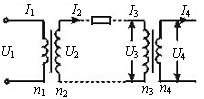 I₁ I₂ I₃ I₄
U₁ U₂ U₃ U₄
n₁ n₂ n₃ n₄